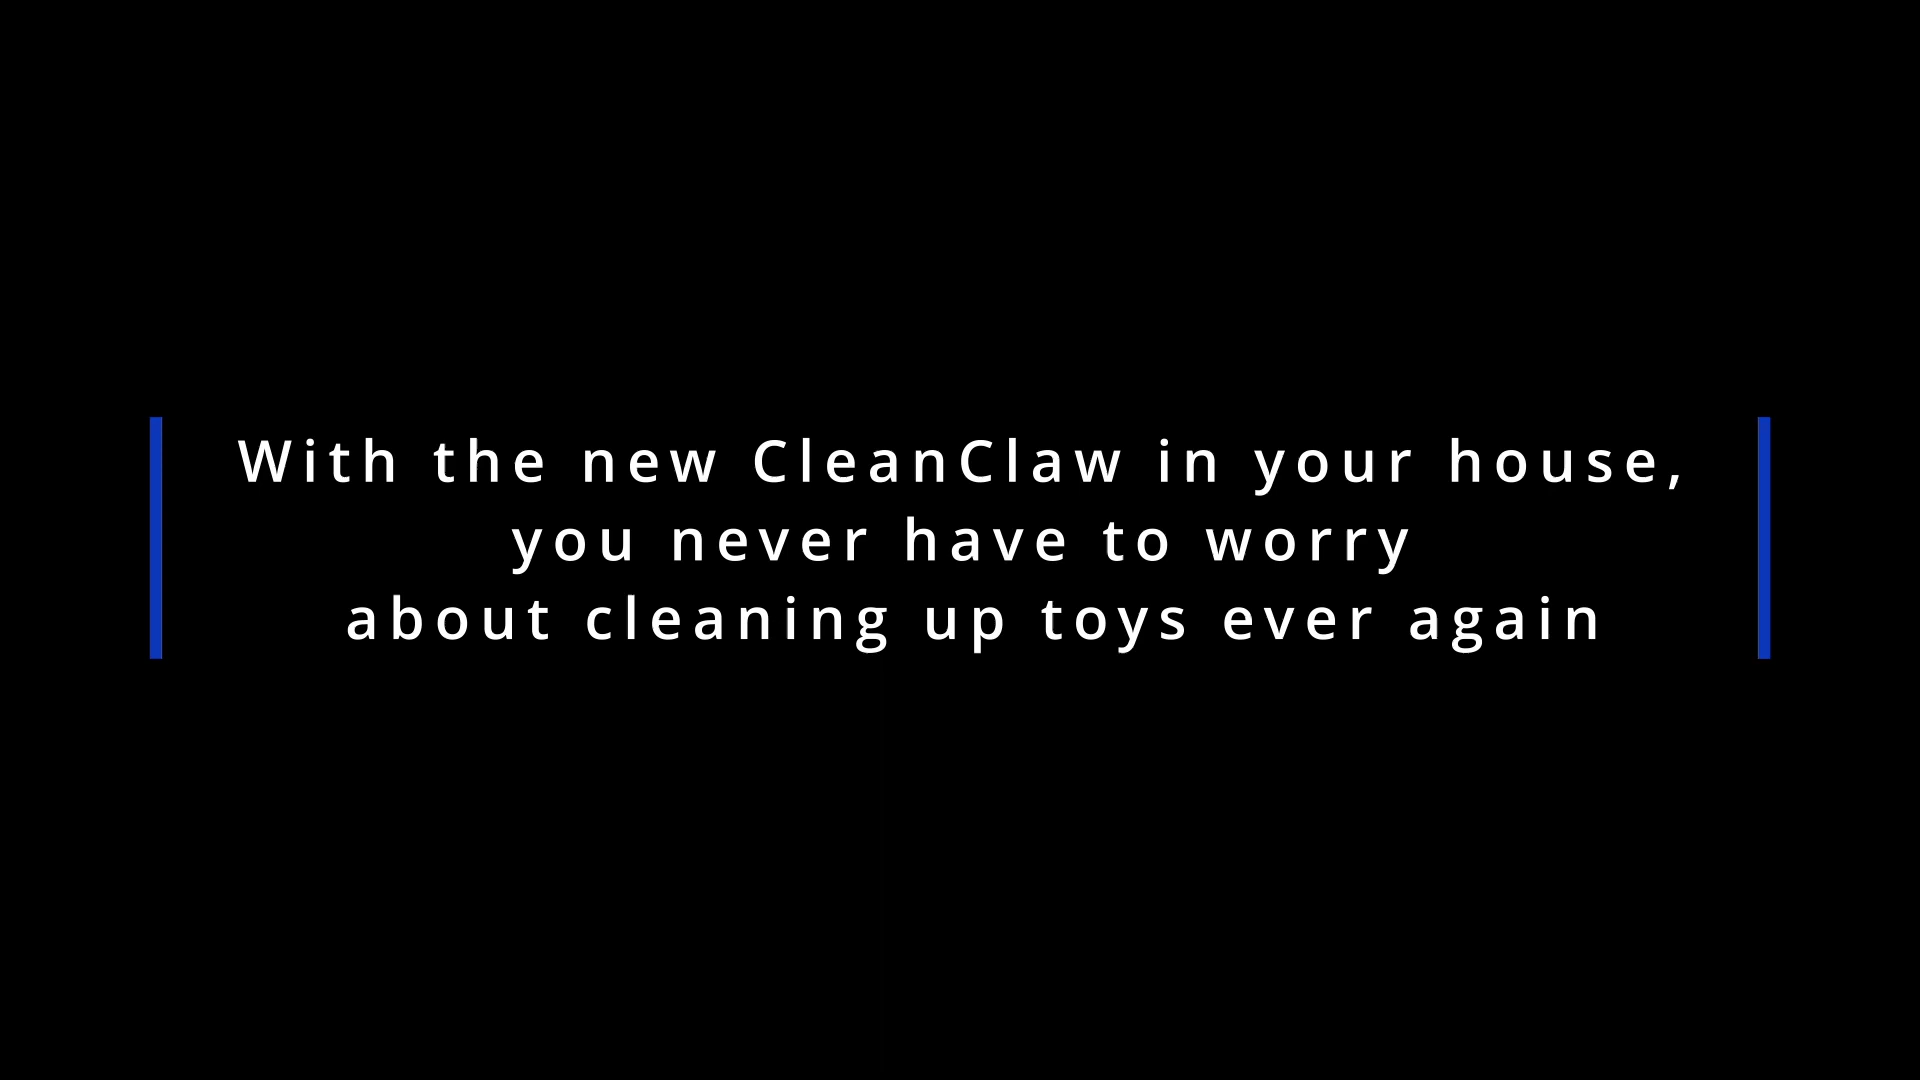 With the new CleanClaw in your house,
you never have to worry
about cleaning up toys ever again